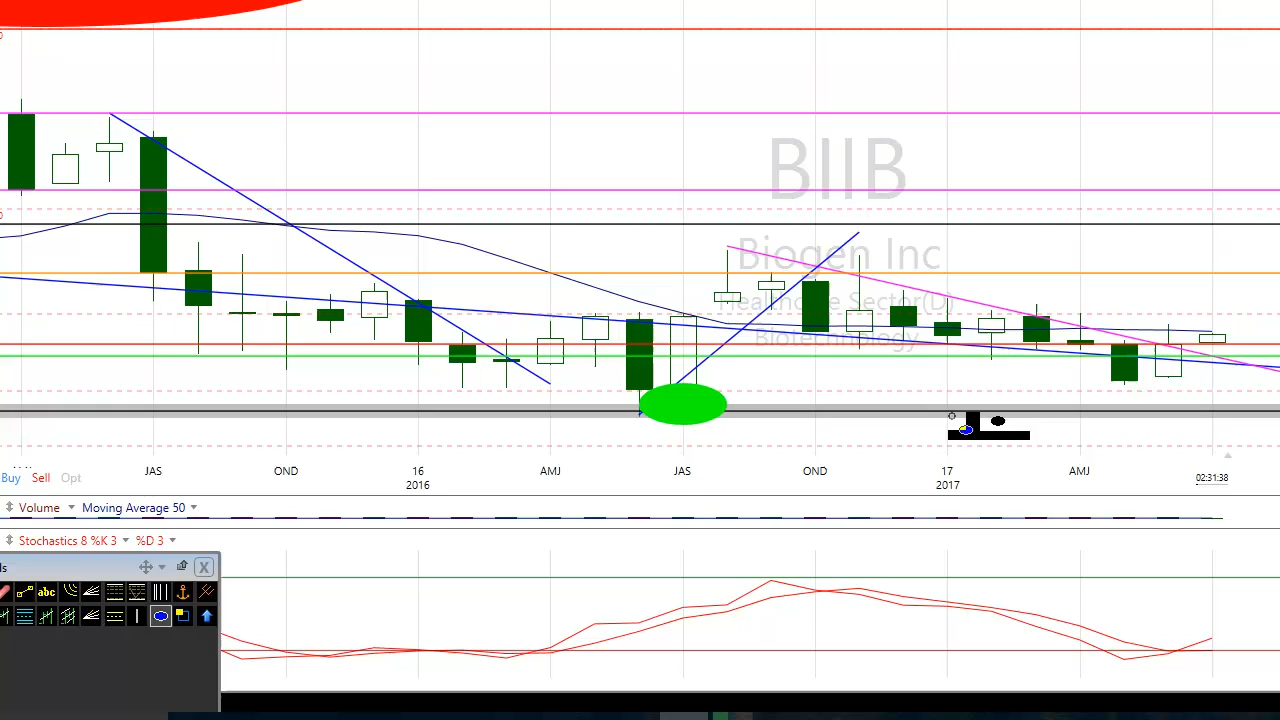 BIIB
Biogen Inc
Healthcare Sector(D
Biotechnology
JAS OND 16 AMJ JAS OND 17 AMJ
2016 2017
Buy Sell Opt 02:31:38
Volume Moving Average 50
Stochastics 8 %K 3 %D 3
ls X
abc